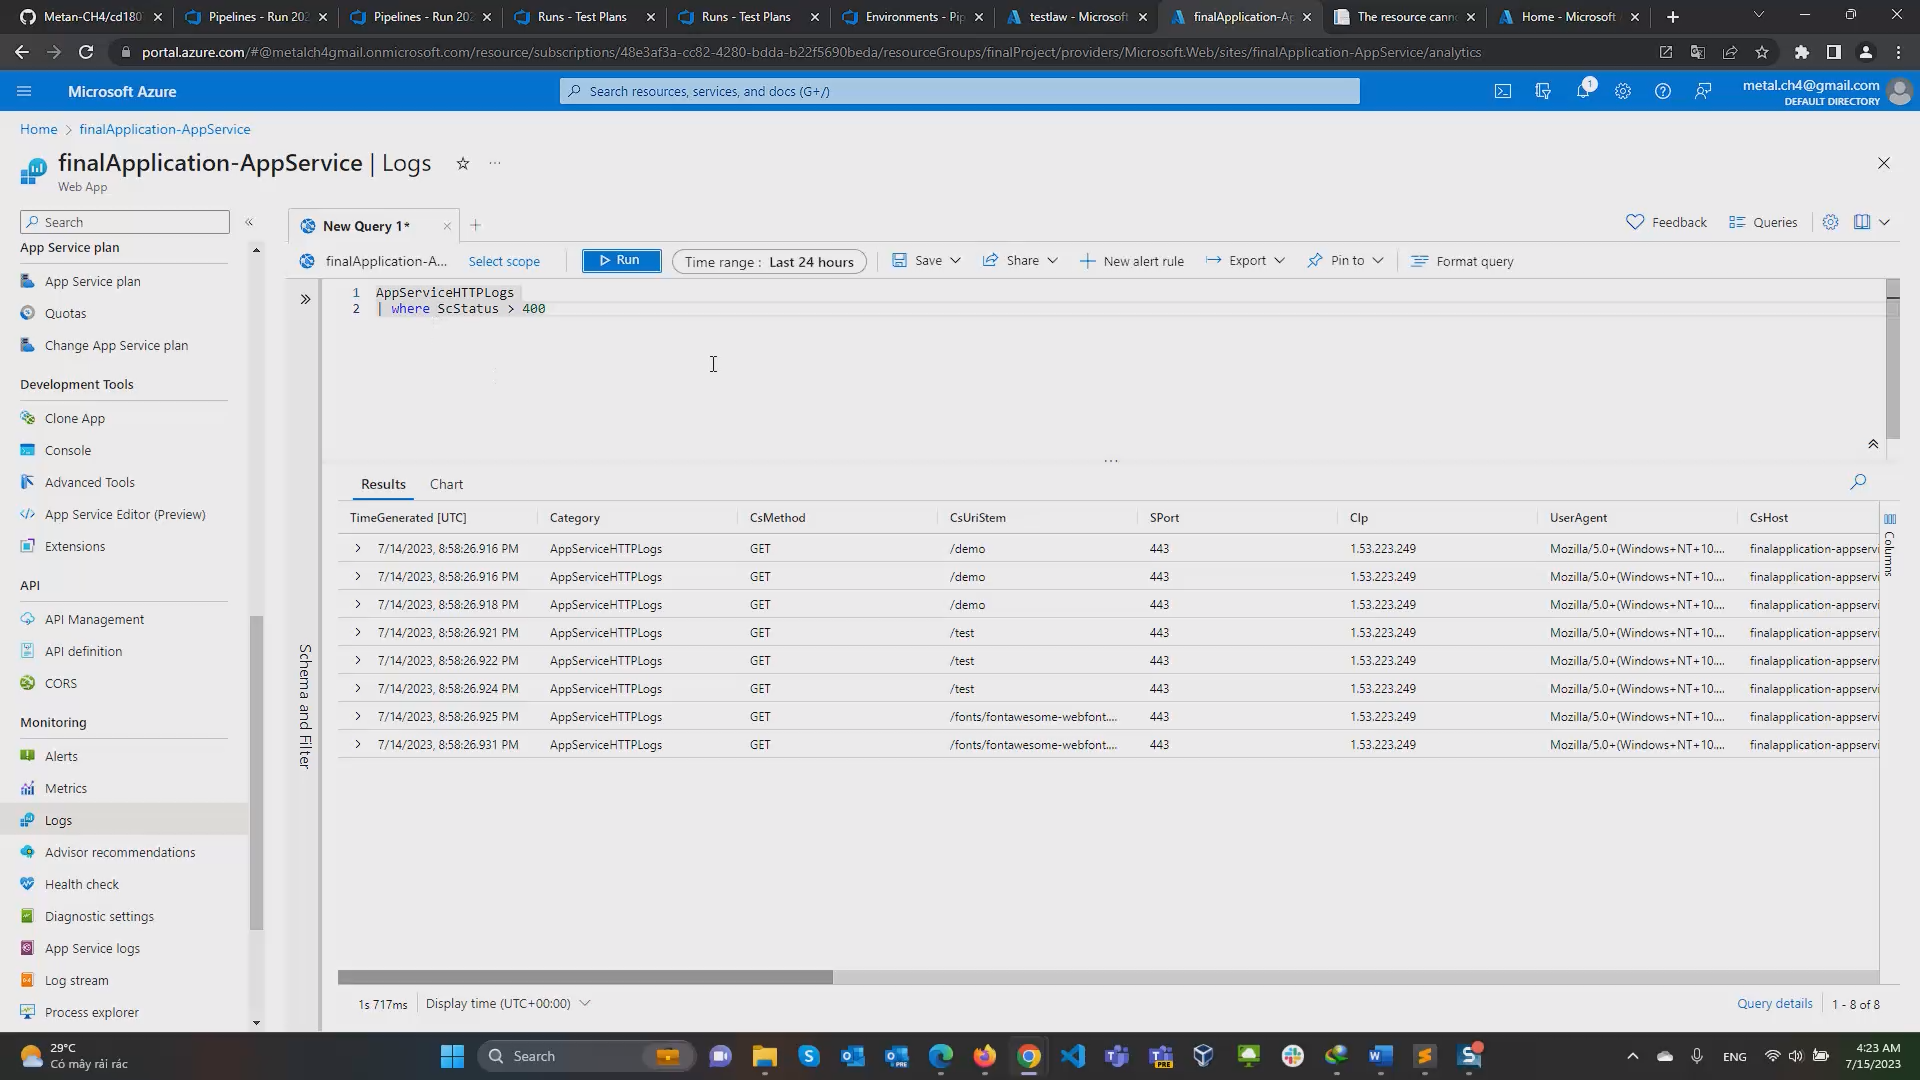 Metan-CH4/cd180
Pipelines - Run 202
Pipelines - Run 202
Runs - Test Plans
Runs - Test Plans
Environments - Pip
testlaw - Microsoft
finalApplication-Ap
The resource canno
Home - Microsoft
portal.azure.com/#@metalch4gmail.onmicrosoft.com/resource/subscriptions/48e3af3a-cc82-4280-bdda-b22f5690beda/resourceGroups/finalProject/providers/Microsoft.Web/sites/finalApplication-AppService/analytics
Microsoft Azure
Search resources, services, and docs (G+/)
1
metal.ch4@gmail.com
DEFAULT DIRECTORY
Home > finalApplication-AppService
finalApplication-AppService | Logs
Web App
Search
App Service plan
App Service plan
Quotas
Change App Service plan
Development Tools
Clone App
Console
Advanced Tools
App Service Editor (Preview)
Extensions
API
API Management
API definition
CORS
Monitoring
Alerts
Metrics
Logs
Advisor recommendations
Health check
Diagnostic settings
App Service logs
Log stream
Process explorer
New Query 1*
Feedback
Queries
finalApplication-A...
Select scope
Run
Time range : Last 24 hours
Save
Share
New alert rule
Export
Pin to
Format query
1 AppServiceHTTPLogs
2 | where ScStatus > 400
Schema and Filter
Results Chart
TimeGenerated [UTC] Category CsMethod CsUriStem SPort CIp UserAgent CsHost
7/14/2023, 8:58:26.916 PM AppServiceHTTPLogs GET /demo 443 1.53.223.249 Mozilla/5.0+(Windows+NT+10.... finalapplication-appservi
7/14/2023, 8:58:26.916 PM AppServiceHTTPLogs GET /demo 443 1.53.223.249 Mozilla/5.0+(Windows+NT+10.... finalapplication-appservi
7/14/2023, 8:58:26.918 PM AppServiceHTTPLogs GET /demo 443 1.53.223.249 Mozilla/5.0+(Windows+NT+10.... finalapplication-appservi
7/14/2023, 8:58:26.921 PM AppServiceHTTPLogs GET /test 443 1.53.223.249 Mozilla/5.0+(Windows+NT+10.... finalapplication-appservi
7/14/2023, 8:58:26.922 PM AppServiceHTTPLogs GET /test 443 1.53.223.249 Mozilla/5.0+(Windows+NT+10.... finalapplication-appservi
7/14/2023, 8:58:26.924 PM AppServiceHTTPLogs GET /test 443 1.53.223.249 Mozilla/5.0+(Windows+NT+10.... finalapplication-appservi
7/14/2023, 8:58:26.925 PM AppServiceHTTPLogs GET /fonts/fontawesome-webfont.... 443 1.53.223.249 Mozilla/5.0+(Windows+NT+10.... finalapplication-appservi
7/14/2023, 8:58:26.931 PM AppServiceHTTPLogs GET /fonts/fontawesome-webfont.... 443 1.53.223.249 Mozilla/5.0+(Windows+NT+10.... finalapplication-appservi
Columns
1s 717ms
Display time (UTC+00:00)
Query details
1 - 8 of 8
29°C
Có mây rải rác
Search
PRE
PRE
ENG
4:23 AM
7/15/2023